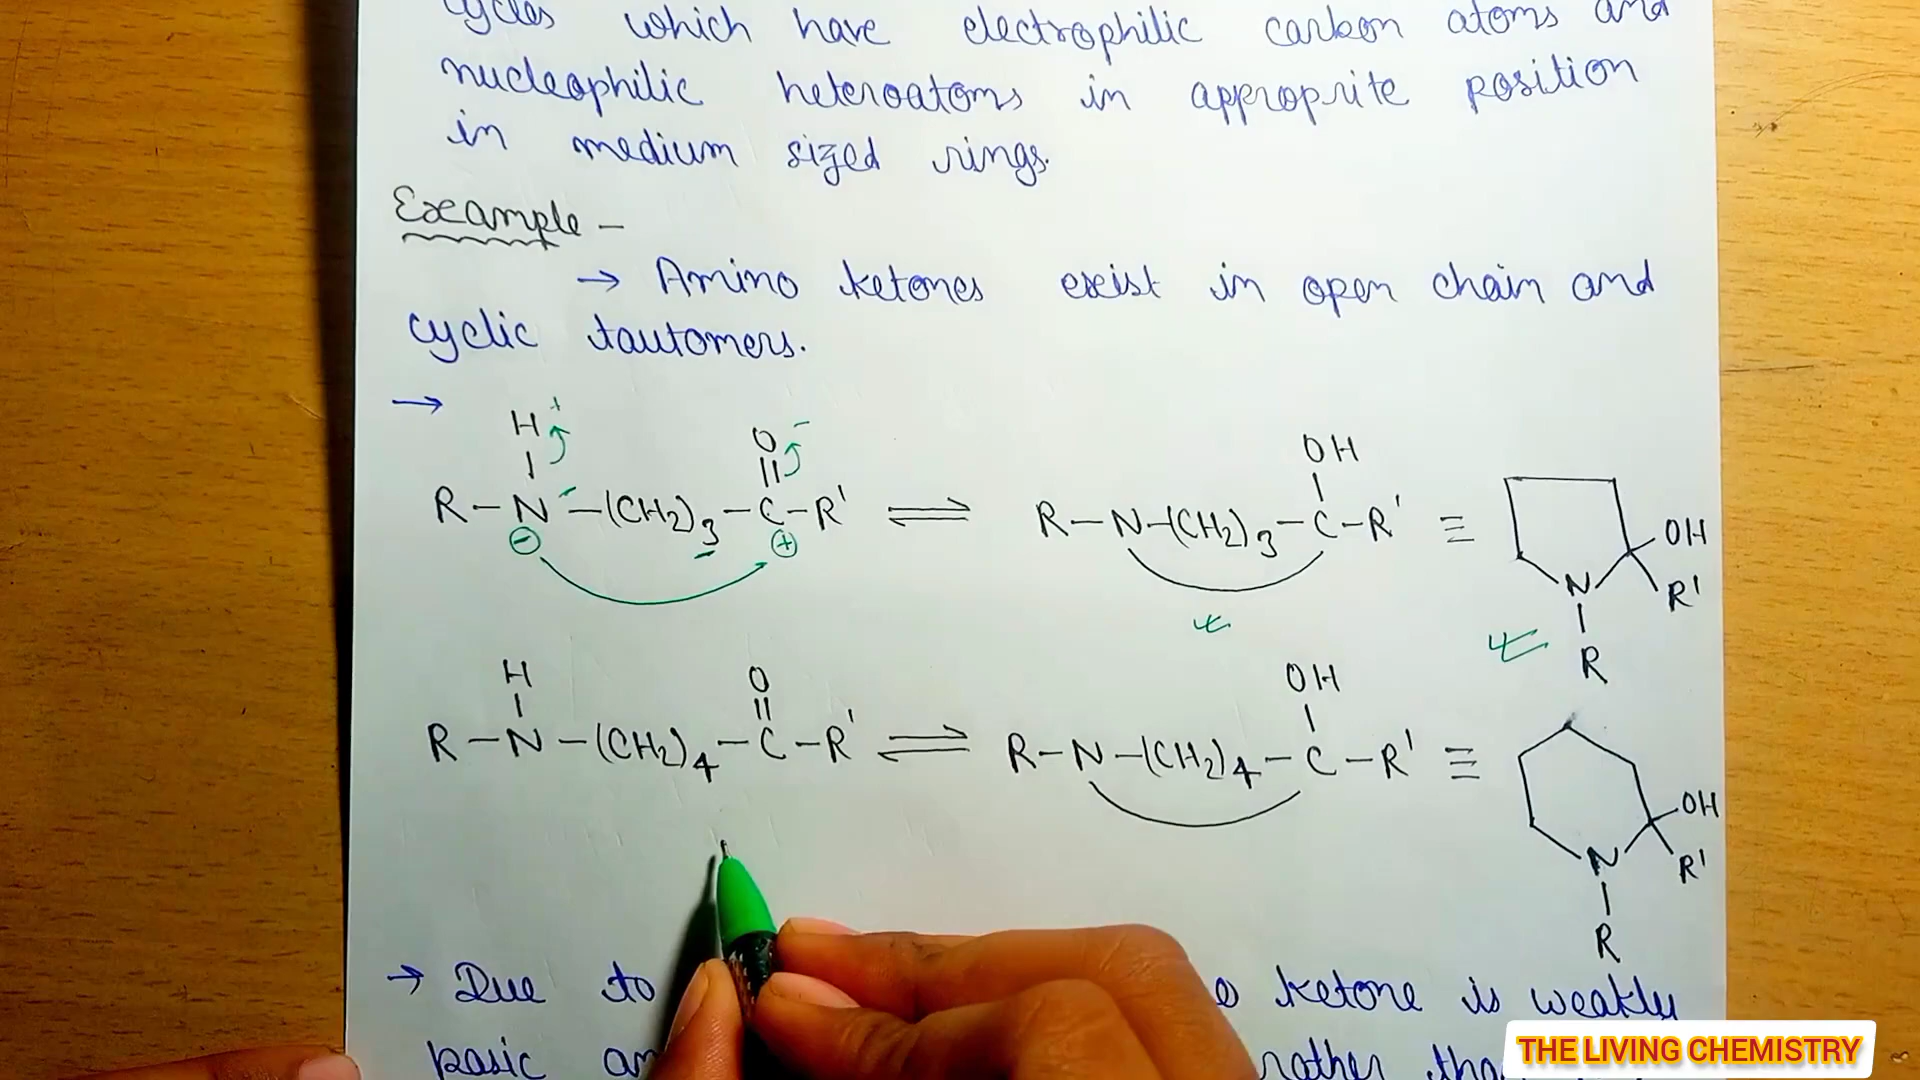 cycles which have electrophilic carbon atoms and
nucleophilic heteroatoms in approprite position
in medium sized rings.
Example -
→ Amino ketones exist in open chain and
cyclic tautomers.
→
H +
O -
OH
R-N-(CH₂)₃-C-R' ⇌ R-N-(CH₂)₃-C-R' ≡
OH
⊖ ⊕
N R'
R
H O OH
R-N-(CH₂)₄-C-R' ⇌ R-N-(CH₂)₄-C-R' ≡
OH
N R'
R
→ Due to ketone is weakly
basic rather
THE LIVING CHEMISTRY